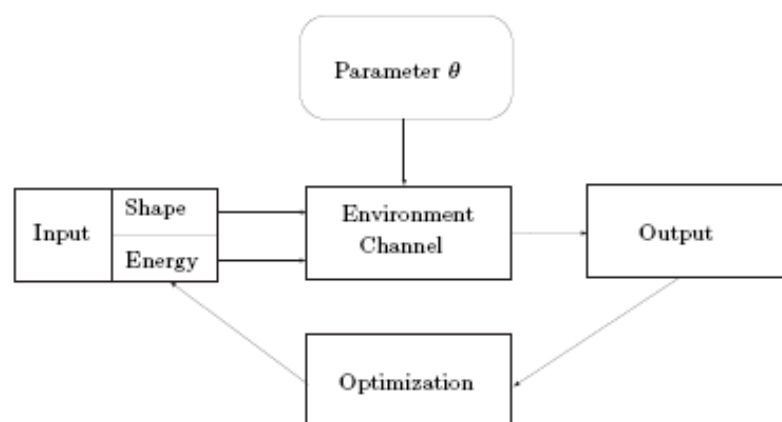 Parameter θ
Input
Shape
Energy
Environment
Channel
Output
Optimization